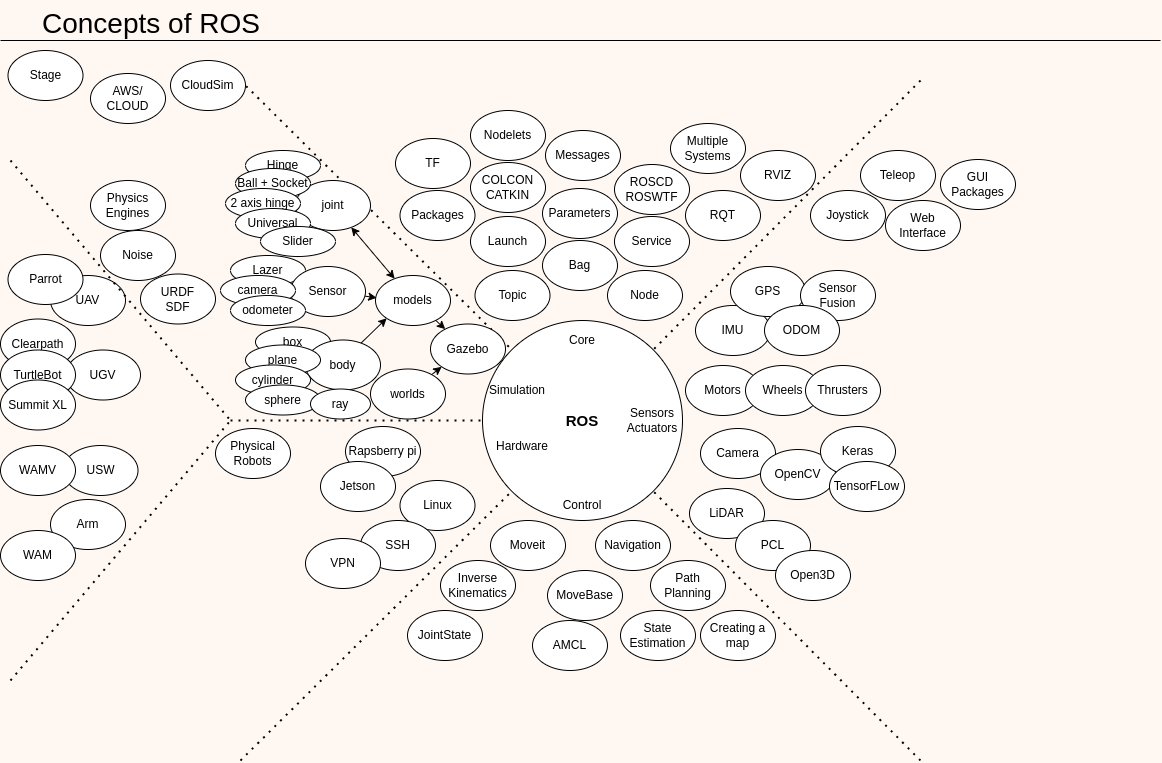 Concepts of ROS
Stage
AWS/
CLOUD
CloudSim
Hinge
Ball + Socket
2 axis hinge
Universal
Slider
joint
Physics
Engines
Noise
URDF
SDF
Parrot
UAV
Lazer
camera
odometer
Sensor
models
Gazebo
box
plane
cylinder
sphere
ray
body
worlds
Clearpath
TurtleBot
Summit XL
UGV
WAMV
USW
Arm
WAM
Physical
Robots
Rapsberry pi
Jetson
Linux
SSH
VPN
TF
Nodelets
Messages
Multiple
Systems
RVIZ
COLCON
CATKIN
ROSCD
ROSWTF
Packages
Parameters
RQT
Launch
Service
Bag
Topic
Node
Teleop
GUI
Packages
Joystick
Web
Interface
GPS
Sensor
Fusion
IMU
ODOM
Motors
Wheels
Thrusters
Camera
OpenCV
Keras
TensorFLow
LiDAR
PCL
Open3D
Core
Simulation
ROS
Sensors
Actuators
Hardware
Control
Moveit
Navigation
Inverse
Kinematics
MoveBase
Path
Planning
JointState
AMCL
State
Estimation
Creating a
map